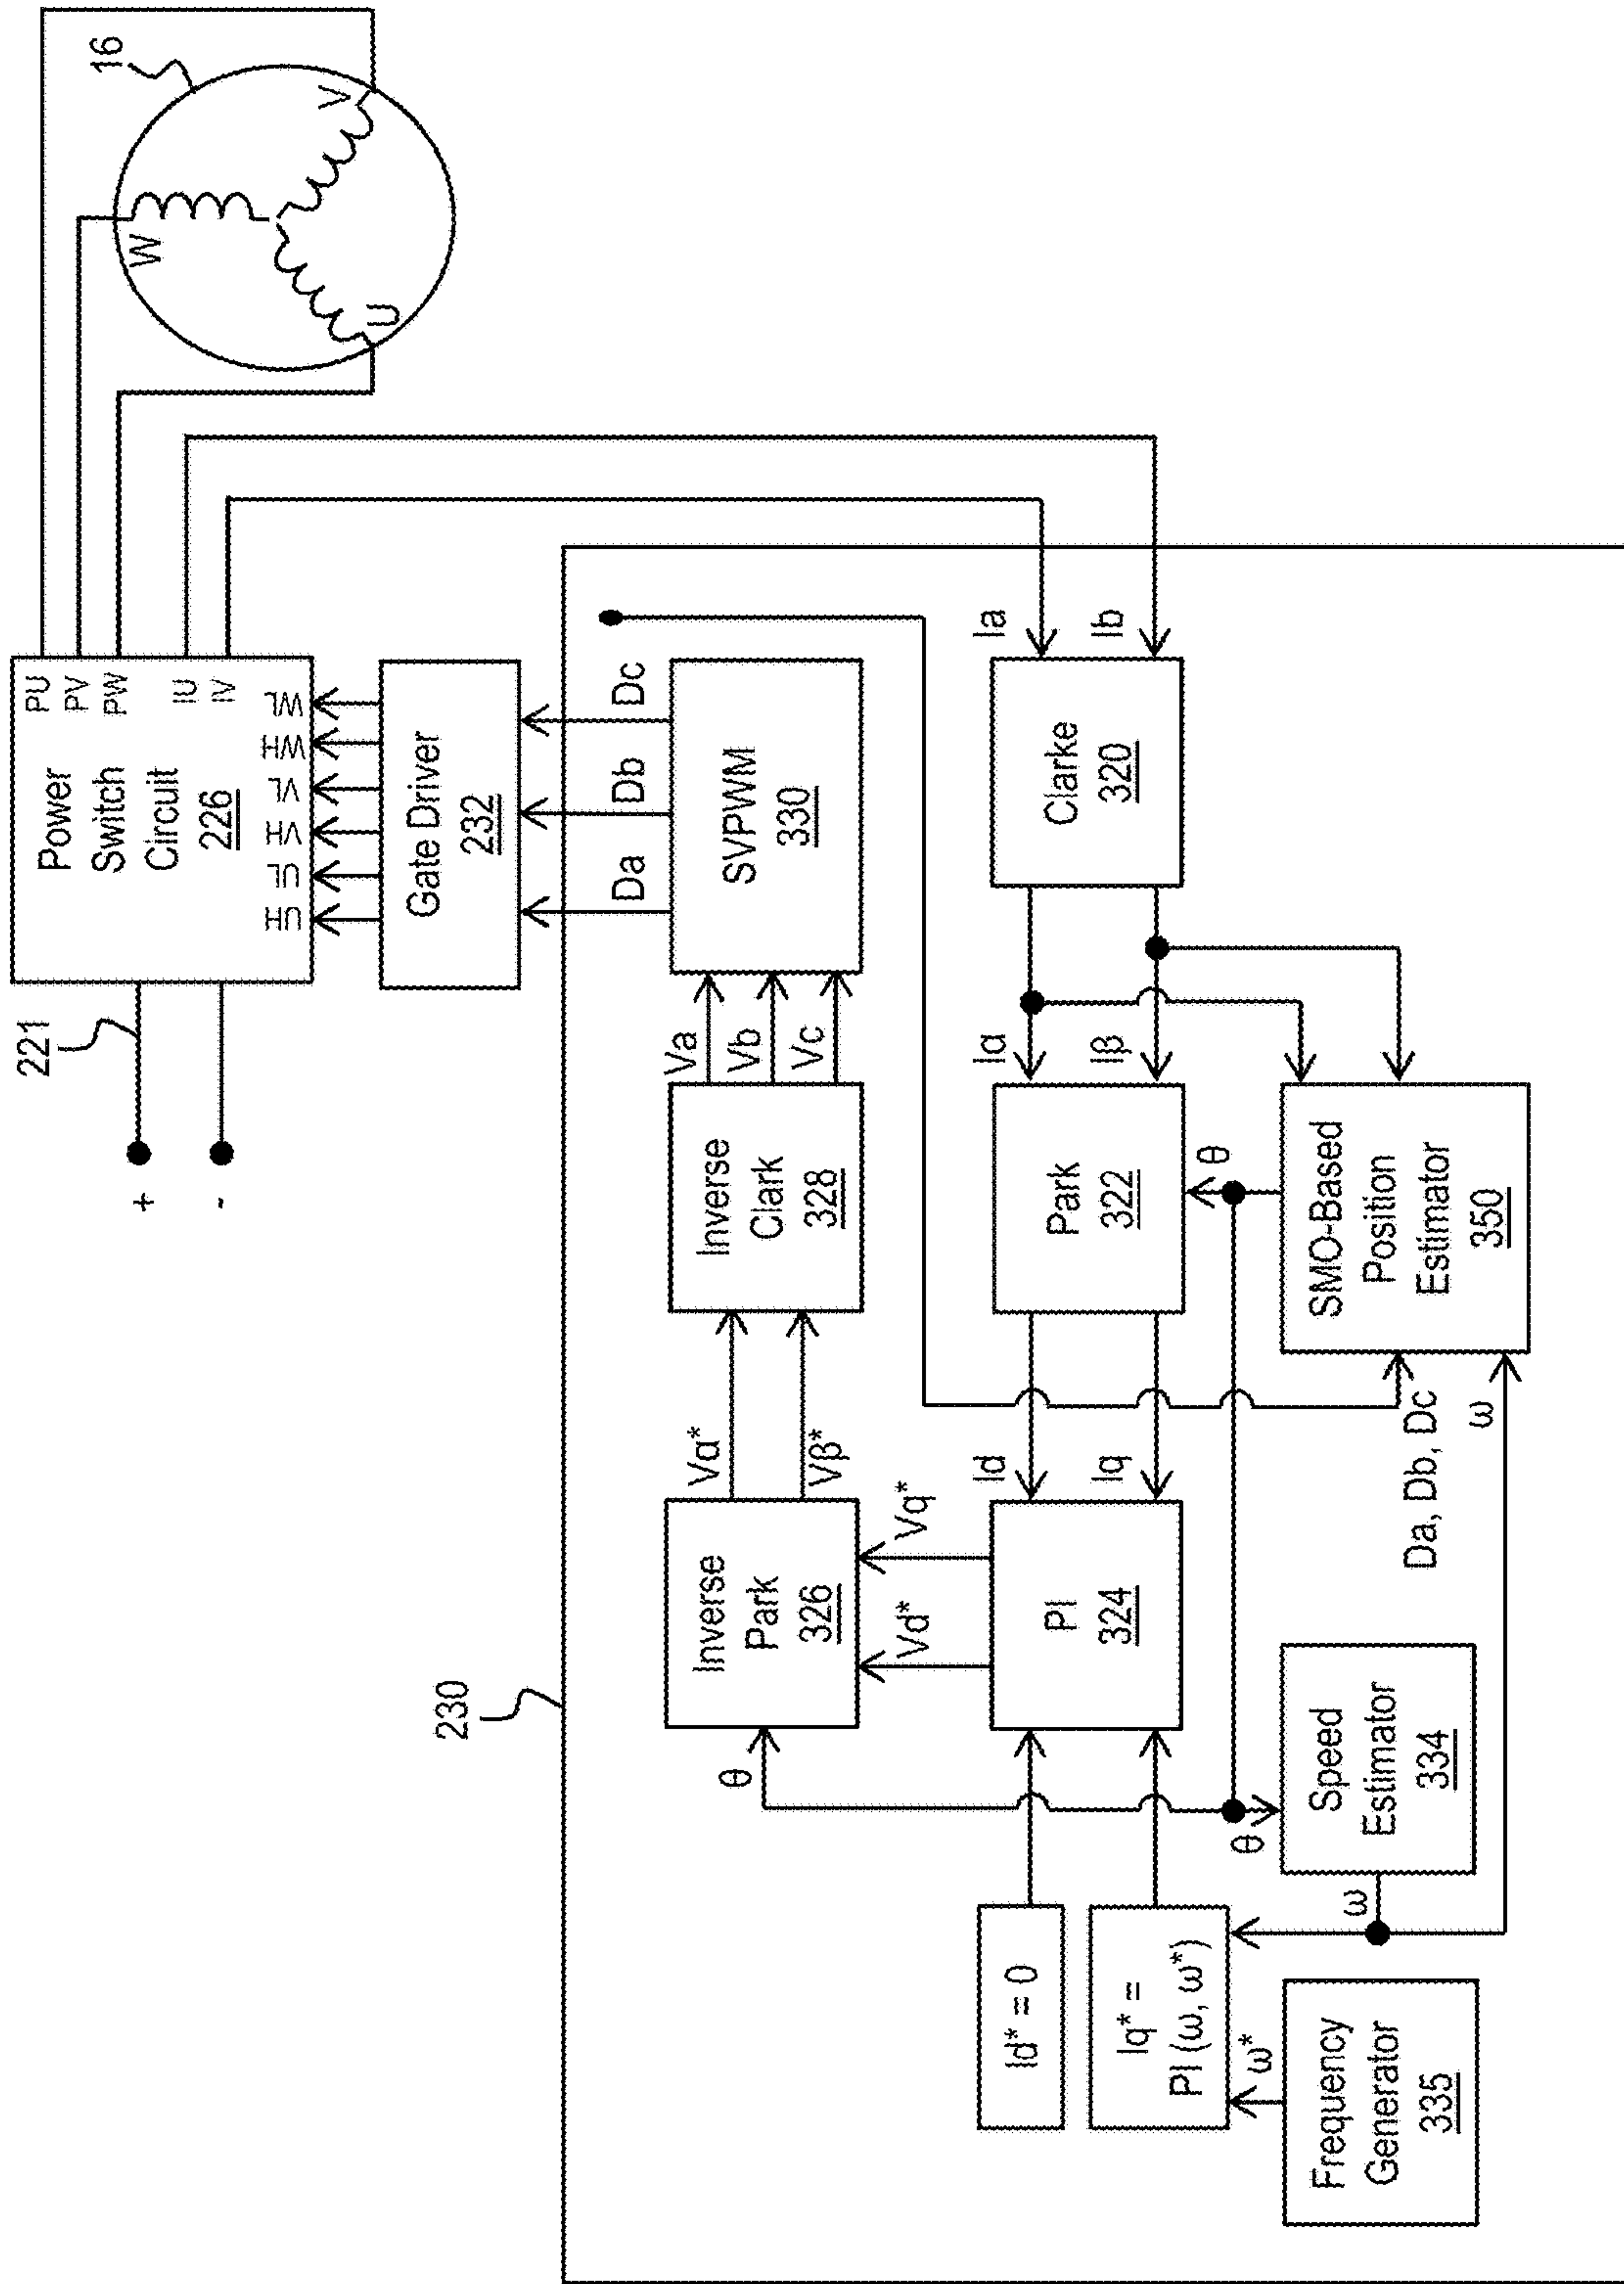 230
Frequency
Generator
335
ω*
Id* = 0
Iq* =
PI (ω, ω*)
ω
Speed
Estimator
334
θ
θ
Inverse
Park
326
Vd*
Vq*
PI
324
Vα*
Vβ*
Id
Iq
Da, Db, Dc
ω
Inverse
Clark
328
Park
322
θ
SMO-Based
Position
Estimator
350
Va
Vb
Vc
Iα
Iβ
SVPWM
330
Da
Db
Dc
Clarke
320
Ia
Ib
Gate Driver
232
+
-
221
Power
Switch
Circuit
226
UH
UL
VH
VL
WH
WL
PU
PV
PW
IU
IV
16
W
V
U